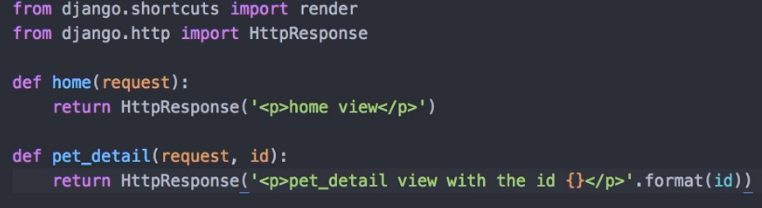 from django.shortcuts import render
from django.http import HttpResponse

def home(request):
    return HttpResponse('<p>home view</p>')

def pet_detail(request, id):
    return HttpResponse('<p>pet_detail view with the id {}</p>'.format(id))